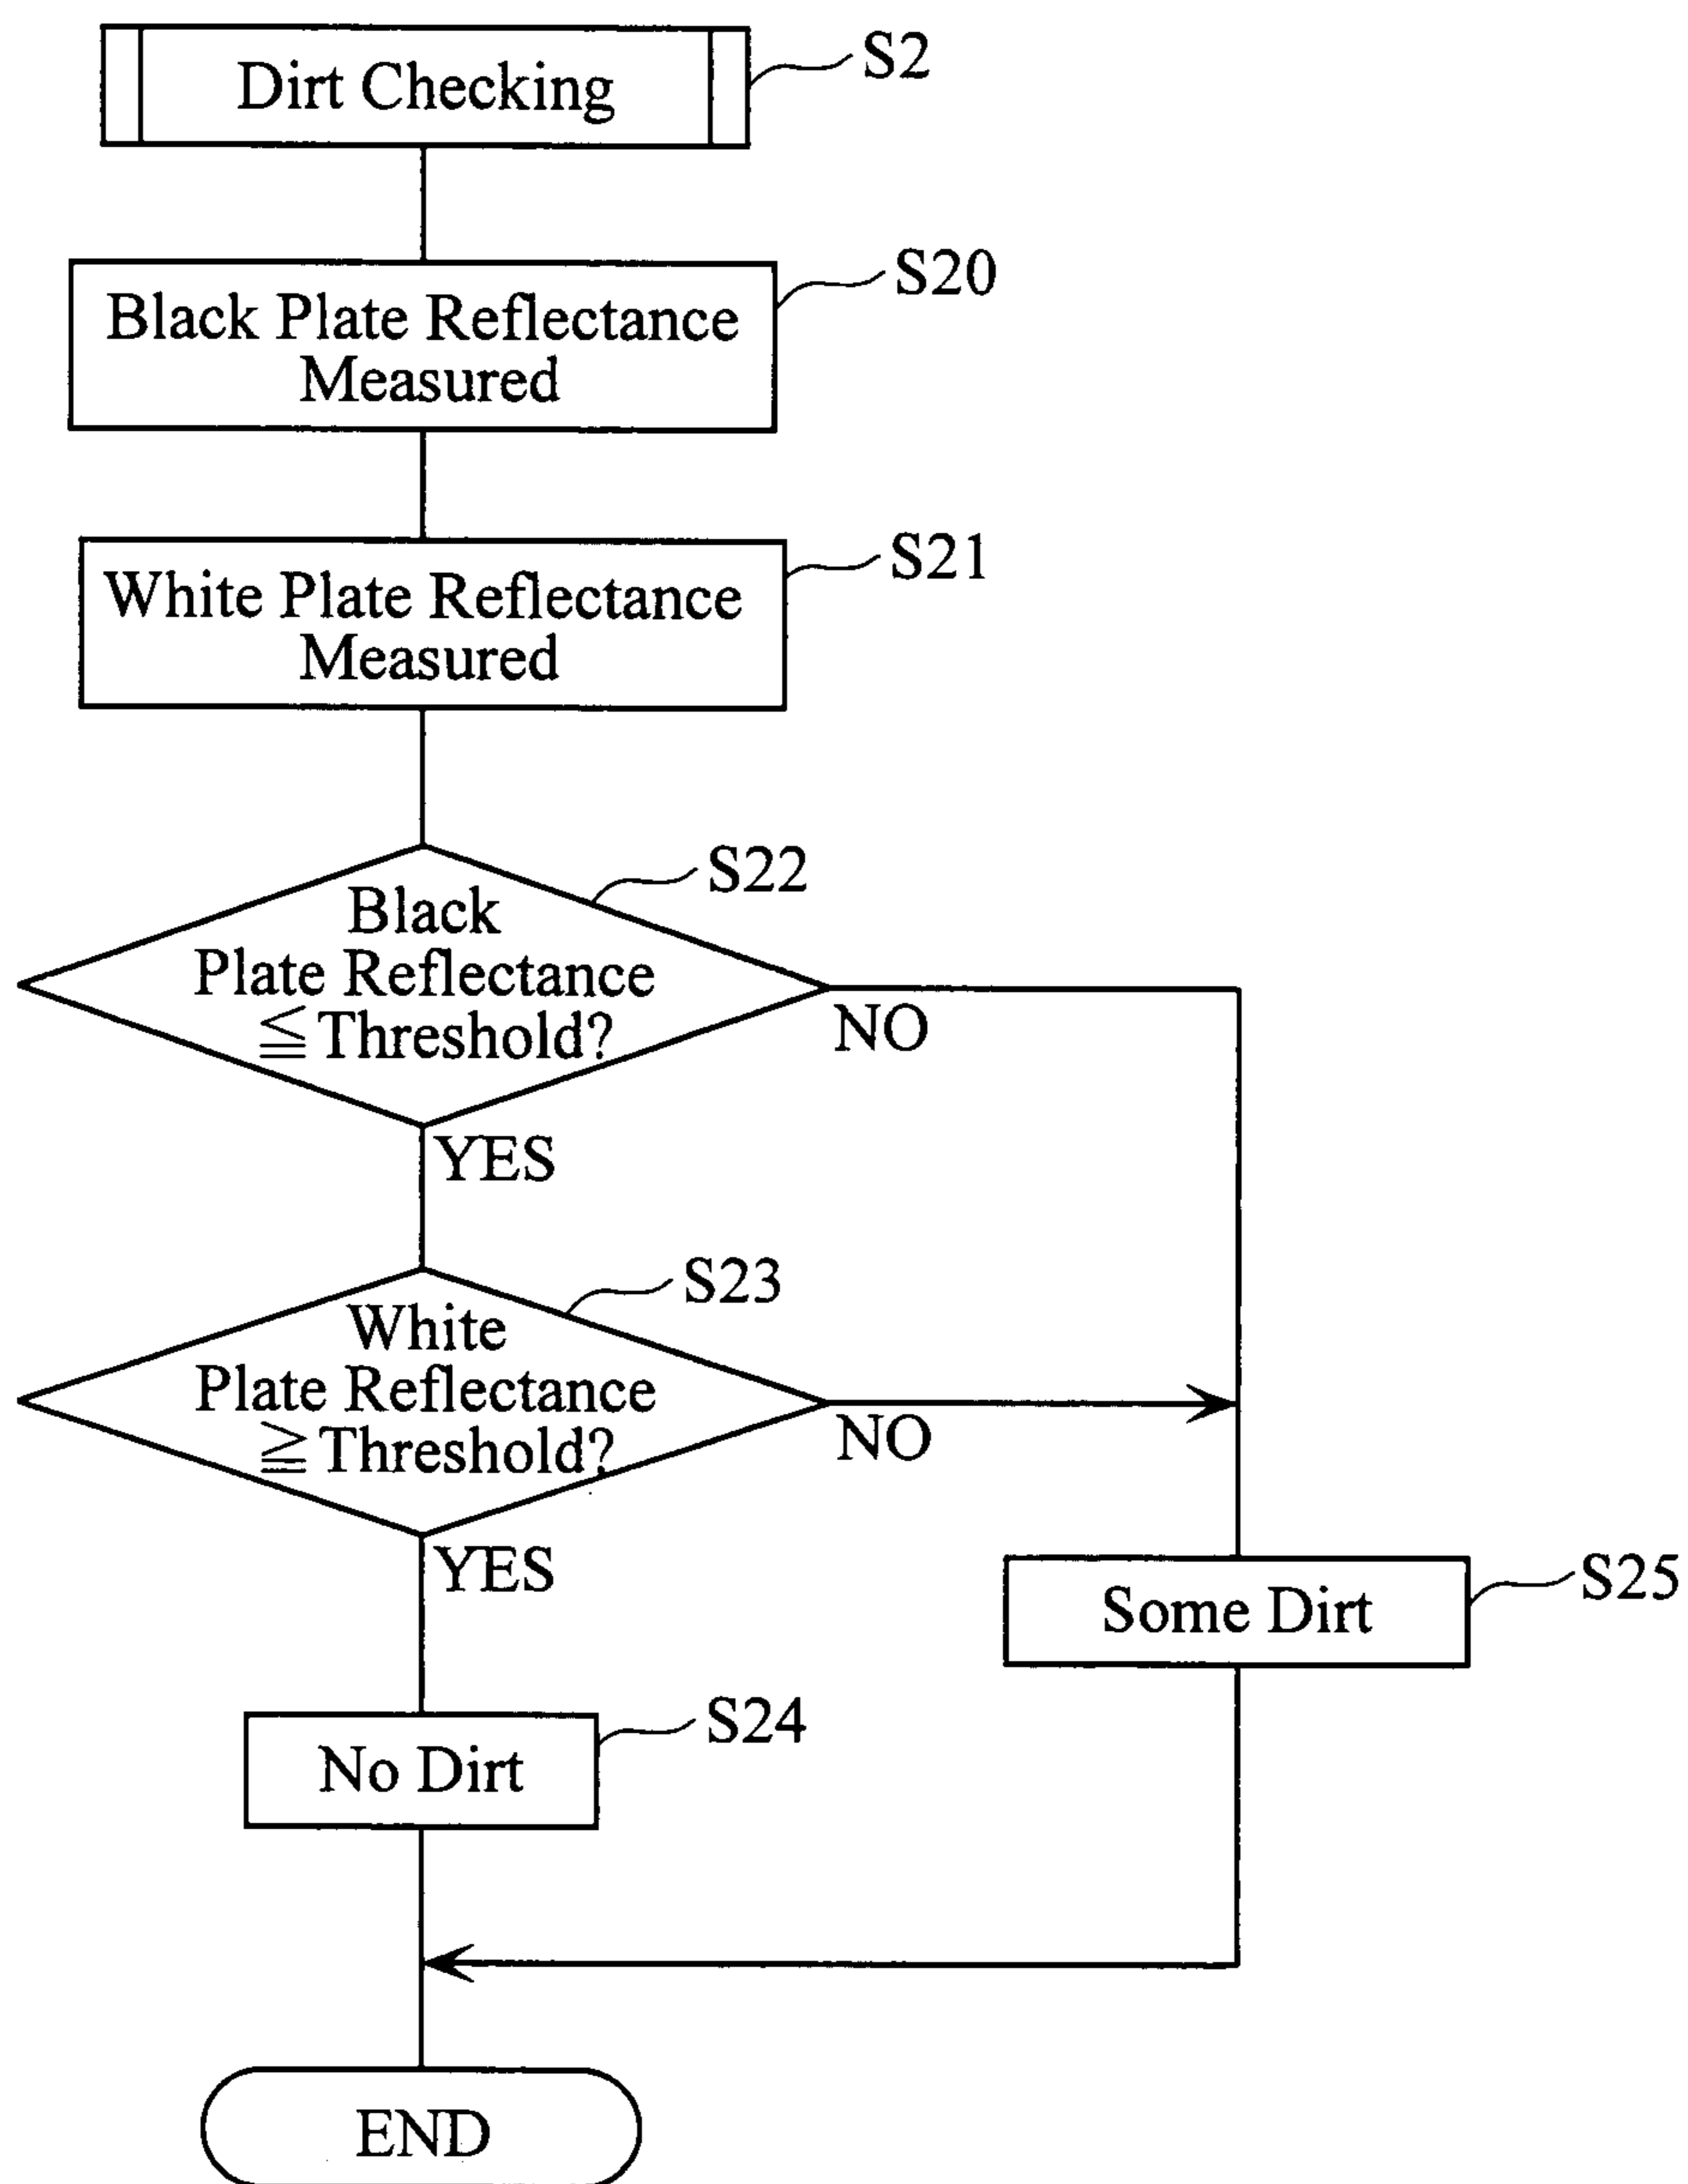 Dirt Checking
S2
S20
Black Plate Reflectance
Measured
S21
White Plate Reflectance
Measured
S22
Black
Plate Reflectance
≦Threshold?
NO
YES
S23
White
Plate Reflectance
≧Threshold?
NO
YES
S25
Some Dirt
S24
No Dirt
END